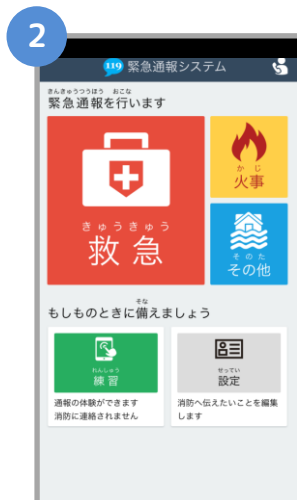 2
119 緊急通報システム
きんきゅうつうほう おこな
緊急通報を行います
きゅうきゅう
救急
かじ
火事
そのた
その他
そな
もしものときに備えましょう
れんしゅう
練習
通報の体験ができます
消防に連絡されません
せってい
設定
消防へ伝えたいことを編集
します